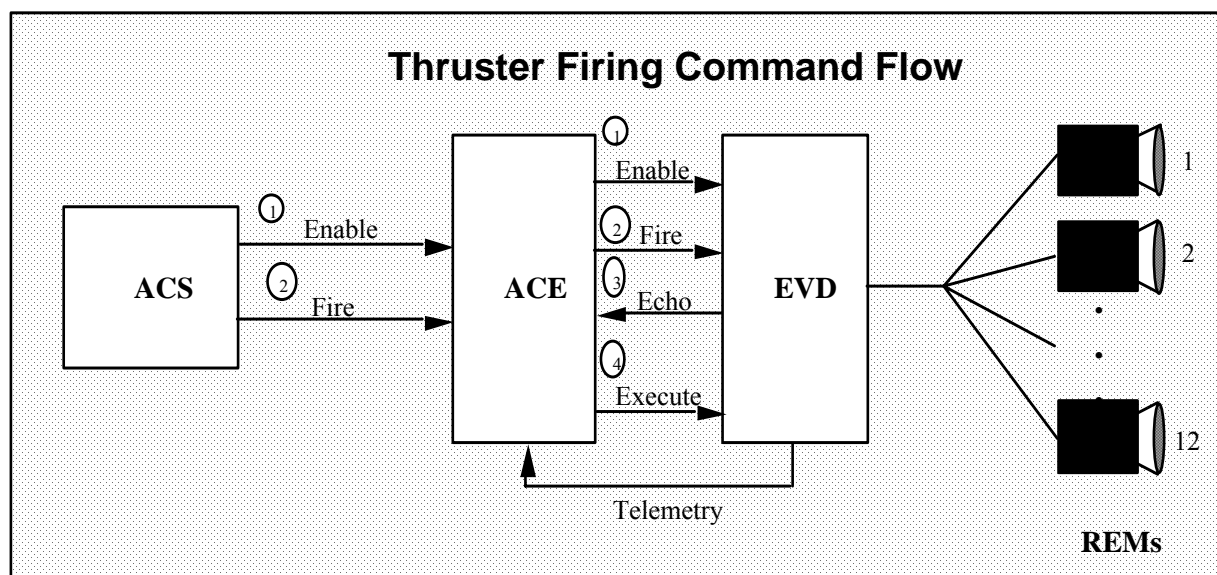 Thruster Firing Command Flow
1
Enable
2
Fire
ACS
1
Enable
2
Fire
3
Echo
4
Execute
ACE
EVD
Telemetry
1
2
12
REMs